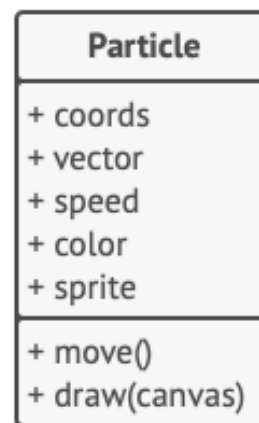 Particle
+ coords
+ vector
+ speed
+ color
+ sprite
+ move()
+ draw(canvas)